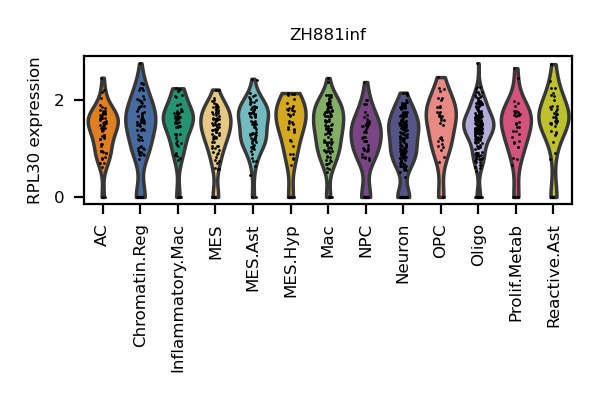 ZH881inf
RPL30 expression
2
0
AC
Chromatin.Reg
Inflammatory.Mac
MES
MES.Ast
MES.Hyp
Mac
NPC
Neuron
OPC
Oligo
Prolif.Metab
Reactive.Ast